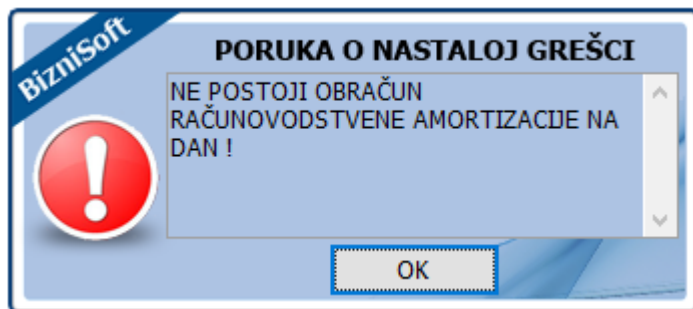 BizniSoft
PORUKA O NASTALOJ GREŠCI
NE POSTOJI OBRAČUN
RAČUNOVODSTVENE AMORTIZACIJE NA
DAN !
OK